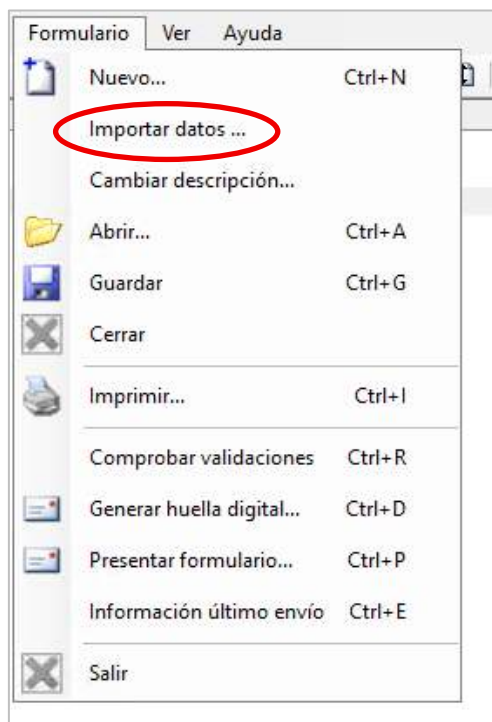 Formulario Ver Ayuda
Nuevo... Ctrl+N
Importar datos ...
Cambiar descripción...
Abrir... Ctrl+A
Guardar Ctrl+G
Cerrar
Imprimir... Ctrl+I
Comprobar validaciones Ctrl+R
Generar huella digital... Ctrl+D
Presentar formulario... Ctrl+P
Información último envío Ctrl+E
Salir